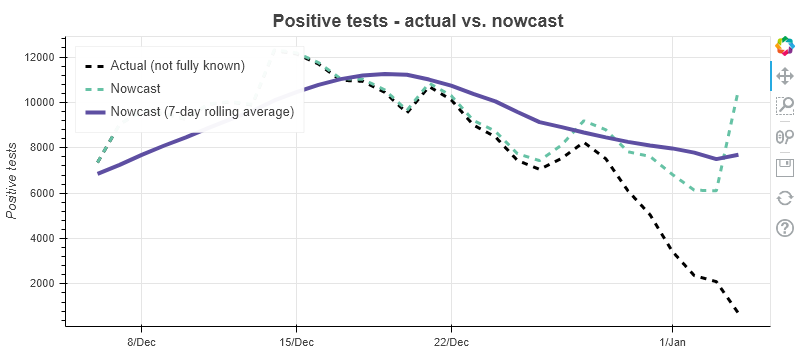 Positive tests - actual vs. nowcast
Actual (not fully known)
Nowcast
Nowcast (7-day rolling average)
Positive tests
12000
10000
8000
6000
4000
2000
8/Dec
15/Dec
22/Dec
1/Jan